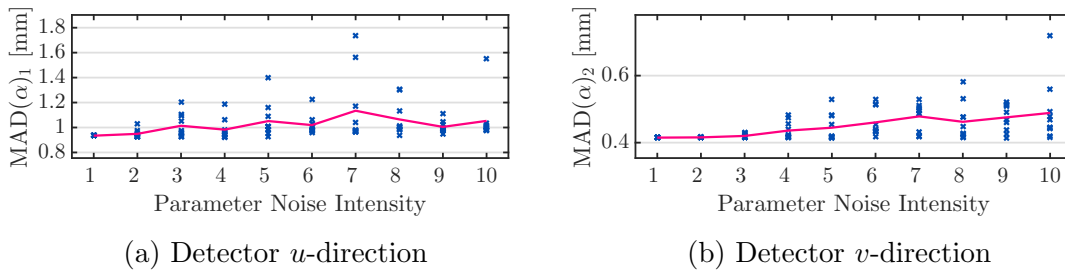 MAD(α)₁ [mm]
1.8
1.6
1.4
1.2
1
0.8
1 2 3 4 5 6 7 8 9 10
Parameter Noise Intensity
(a) Detector u-direction
MAD(α)₂ [mm]
0.6
0.4
1 2 3 4 5 6 7 8 9 10
Parameter Noise Intensity
(b) Detector v-direction